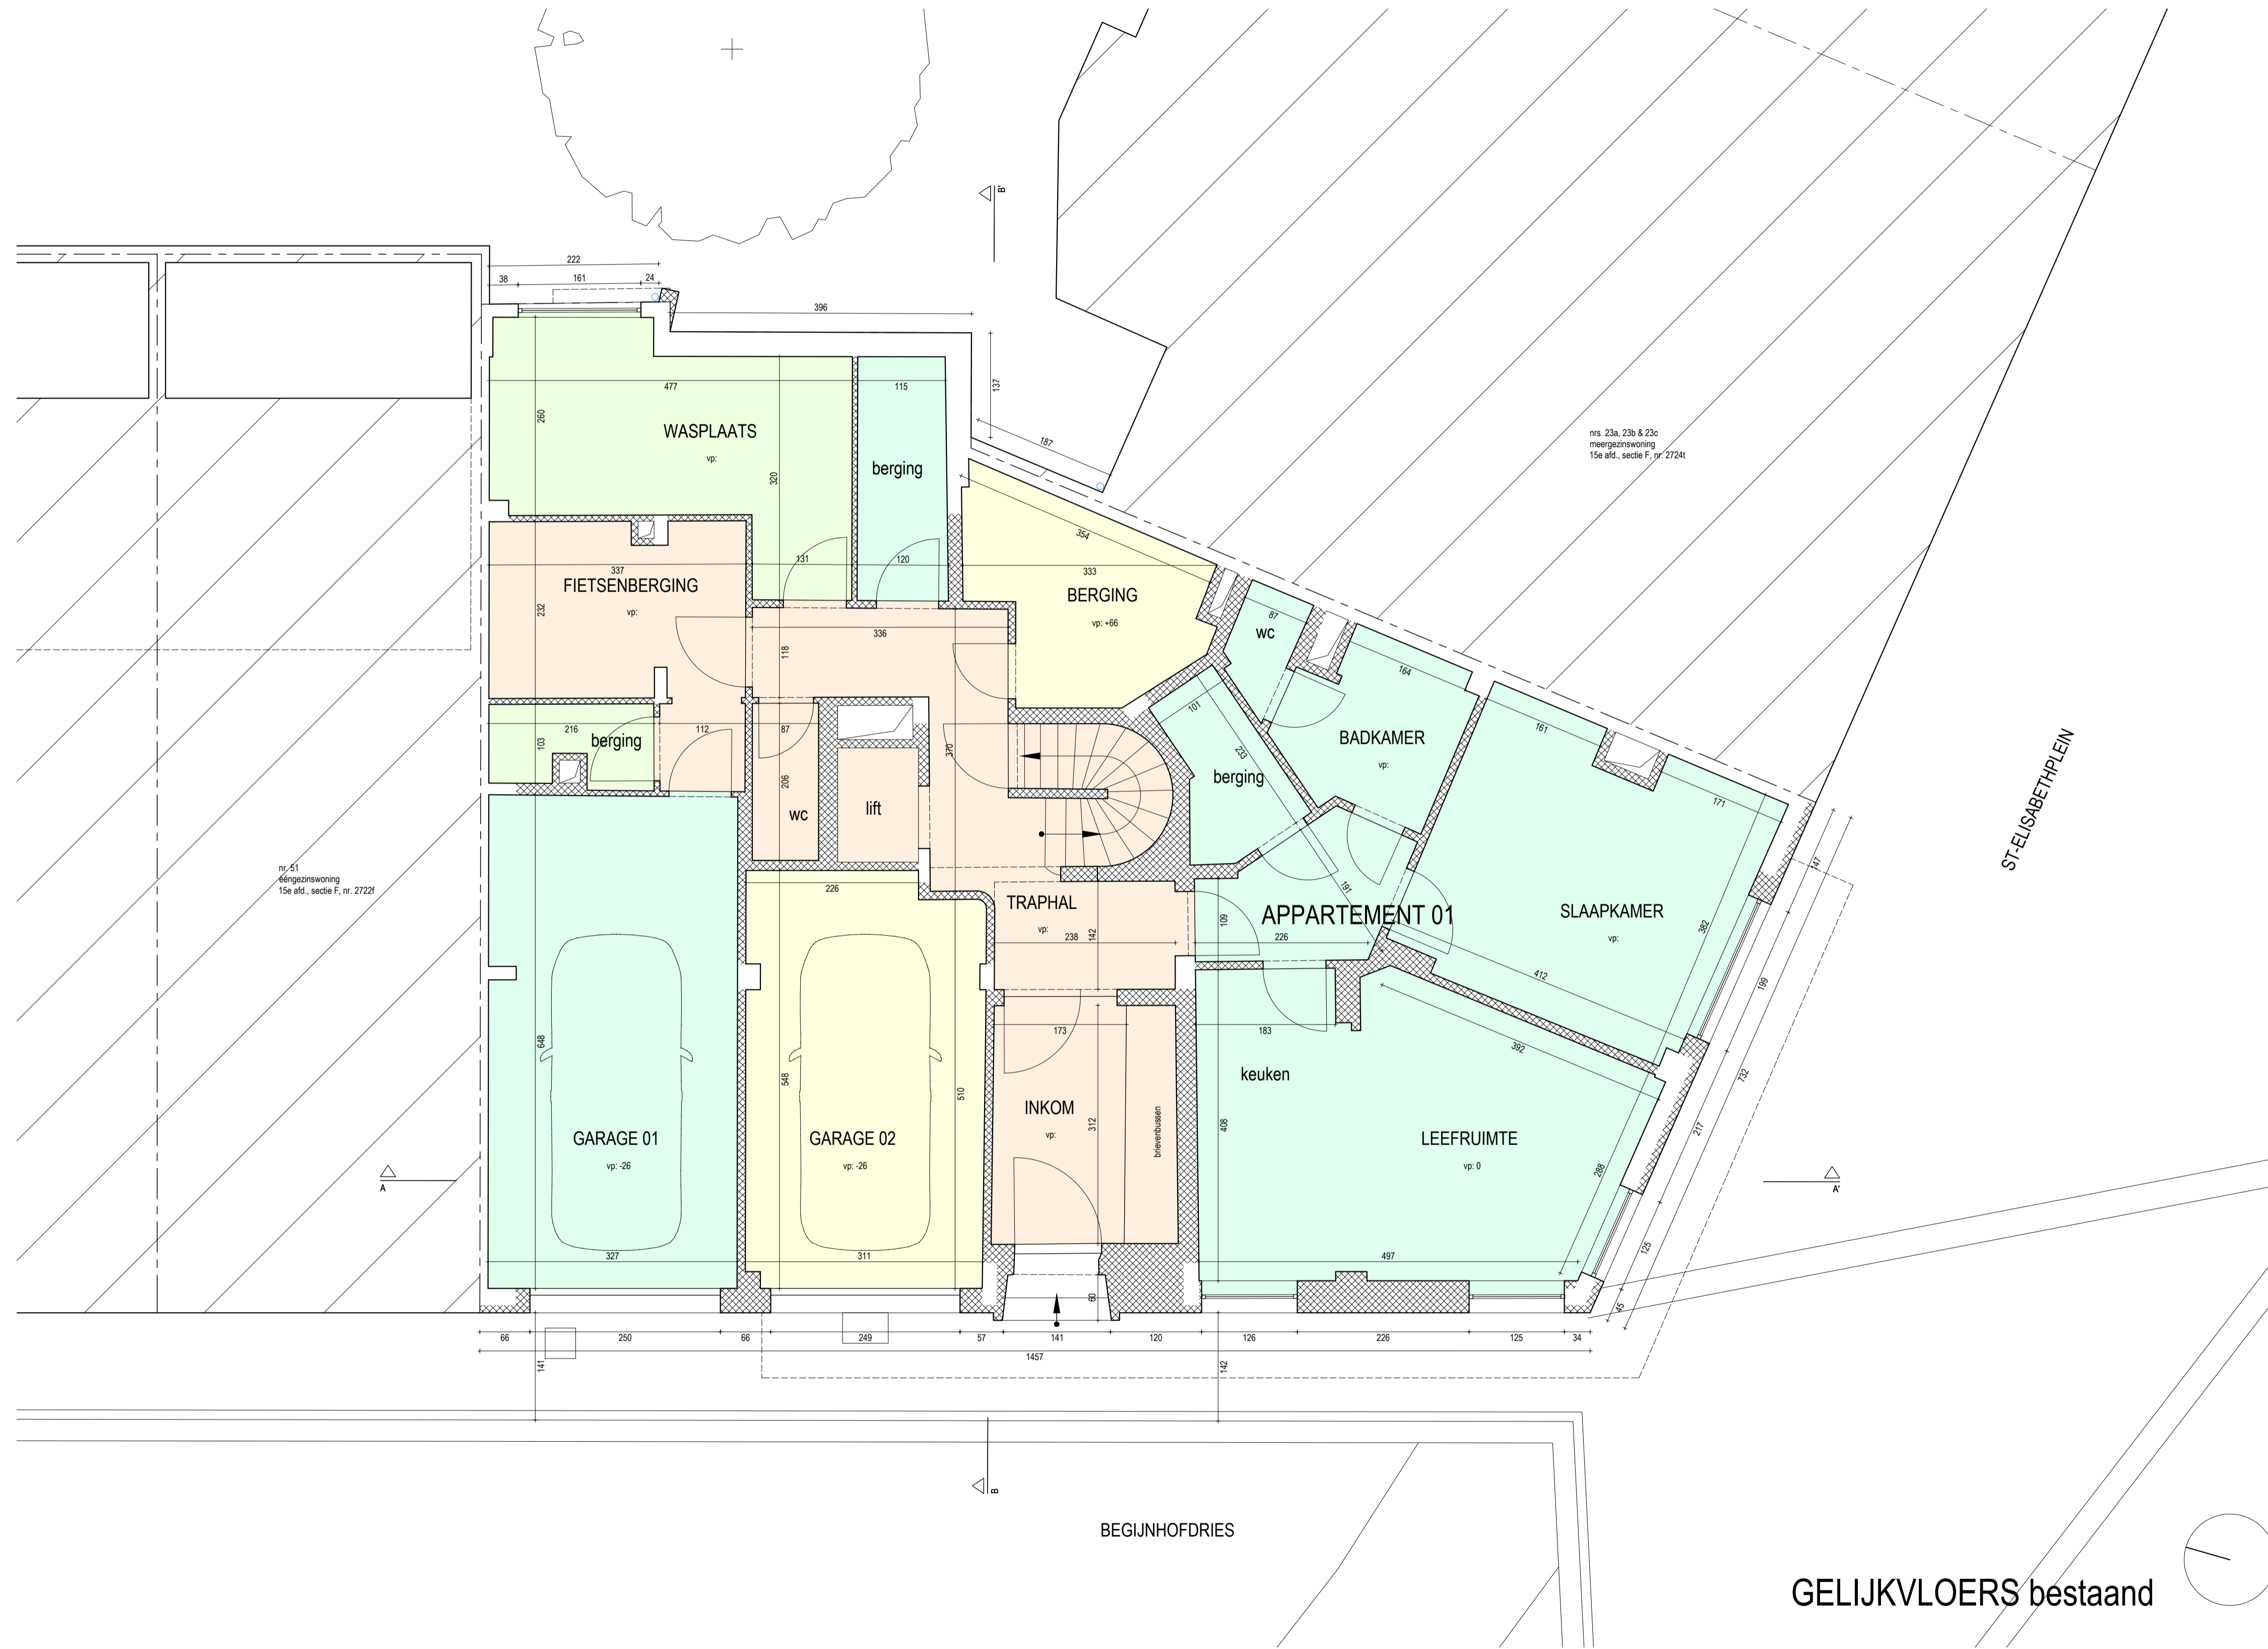 B'
222
38
161
24
396
137
187
477
115
260
WASPLAATS
vp:
320
berging
nrs. 23a, 23b & 23c
meergezinswoning
15e afd., sectie F, nr. 2724t
354
131
120
333
337
FIETSENBERGING
vp:
232
BERGING
vp: +66
336
118
87
wc
164
216
berging
103
112
87
206
wc
lift
370
101
233
berging
BADKAMER
vp:
161
171
ST-ELISABETHPLEIN
nr. 51
ééngezinswoning
15e afd., sectie F, nr. 2722f
226
TRAPHAL
vp:
238
142
109
191
APPARTEMENT 01
226
SLAAPKAMER
vp:
382
412
147
199
732
217
125
45
648
548
510
173
183
392
keuken
408
INKOM
vp:
312
brievenbussen
GARAGE 01
vp: -26
GARAGE 02
vp: -26
LEEFRUIMTE
vp: 0
288
A
A'
327
311
497
60
66
250
66
249
57
141
120
126
226
125
34
1457
141
142
B
BEGIJNHOFDRIES
GELIJKVLOERS bestaand